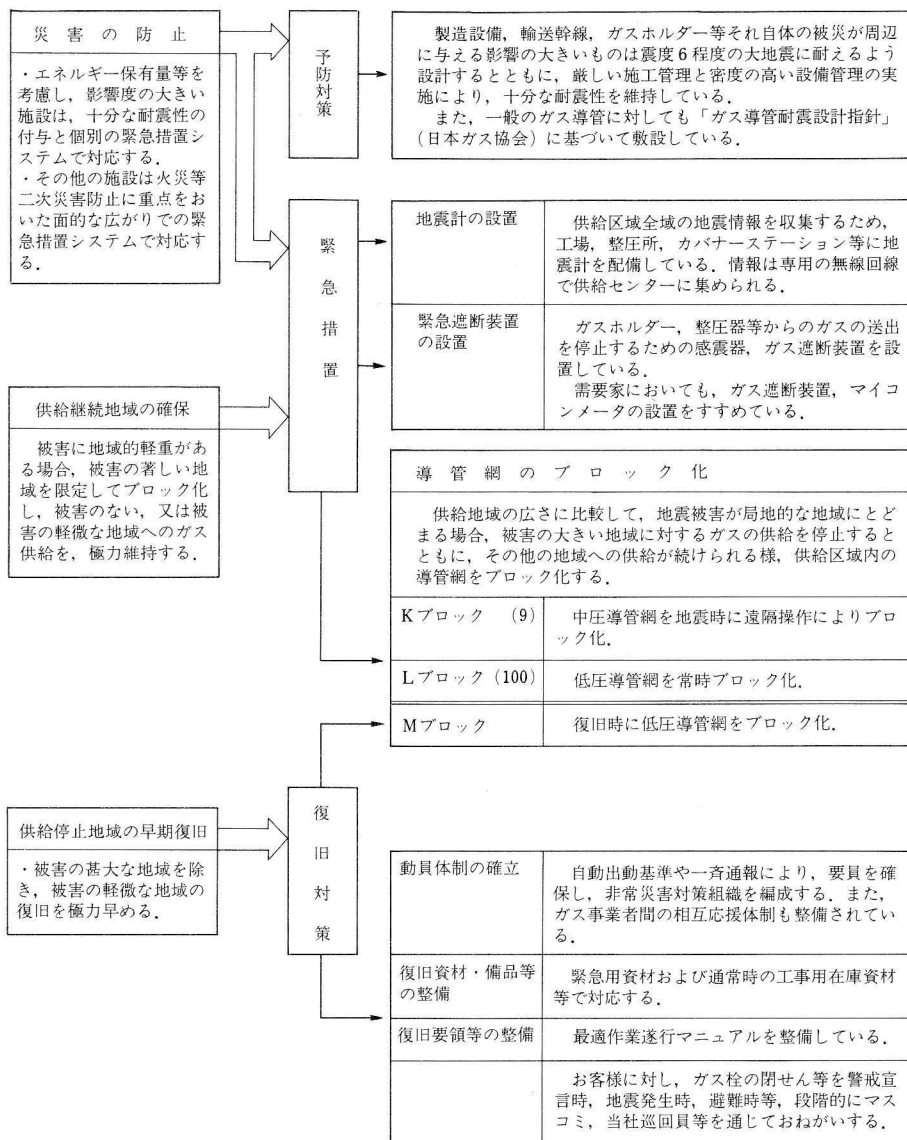 災害の防止
・エネルギー保有量等を
考慮し，影響度の大きい
施設は，十分な耐震性の
付与と個別の緊急措置シ
ステムで対応する．
・その他の施設は火災等
二次災害防止に重点をお
いた面的な広がりでの緊
急措置システムで対応す
る．
予防対策
製造設備，輸送幹線，ガスホルダー等それ自体の被災が周辺
に与える影響の大きいものは震度6程度の大地震に耐えるよう
設計するとともに，厳しい施工管理と密度の高い設備管理の実
施により，十分な耐震性を維持している．
また，一般のガス導管に対しても「ガス導管耐震設計指針」
（日本ガス協会）に基づいて敷設している．
緊急措置
地震計の設置
供給区域全域の地震情報を収集するため，
工場，整圧所，カバナーステーション等に地
震計を配備している．情報は専用の無線回線
で供給センターに集められる．
緊急遮断装置
の設置
ガスホルダー，整圧器等からのガスの送出
を停止するための感震器，ガス遮断装置を設
置している．
需要家においても，ガス遮断装置，マイコ
ンメータの設置をすすめている．
供給継続地域の確保
被害に地域的軽重があ
る場合，被害の著しい地
域を限定してブロック化
し，被害のない，又は被
害の軽微な地域へのガス
供給を，極力維持する．
導管網のブロック化
供給地域の広さに比較して，地震被害が局地的な地域にとど
まる場合，被害の大きい地域に対するガスの供給を停止すると
ともに，その他の地域への供給が続けられる様，供給区域内の
導管網をブロック化する．
Kブロック （9）
中圧導管網を地震時に遠隔操作によりブロ
ック化．
Lブロック（100）
低圧導管網を常時ブロック化．
Mブロック
復旧時に低圧導管網をブロック化．
供給停止地域の早期復旧
・被害の甚大な地域を除
き，被害の軽微な地域の
復旧を極力早める．
復旧対策
動員体制の確立
自動出動基準や一斉通報により，要員を確
保し，非常災害対策組織を編成する．また，
ガス事業者間の相互応援体制も整備されてい
る．
復旧資材・備品等
の整備
緊急用資材および通常時の工事用在庫資材
等で対応する．
復旧要領等の整備
最適作業遂行マニュアルを整備している．
お客様に対し，ガス栓の閉せん等を警戒宣
言時，地震発生時，避難時等，段階的にマス
コミ，当社巡回員等を通じておねがいする．